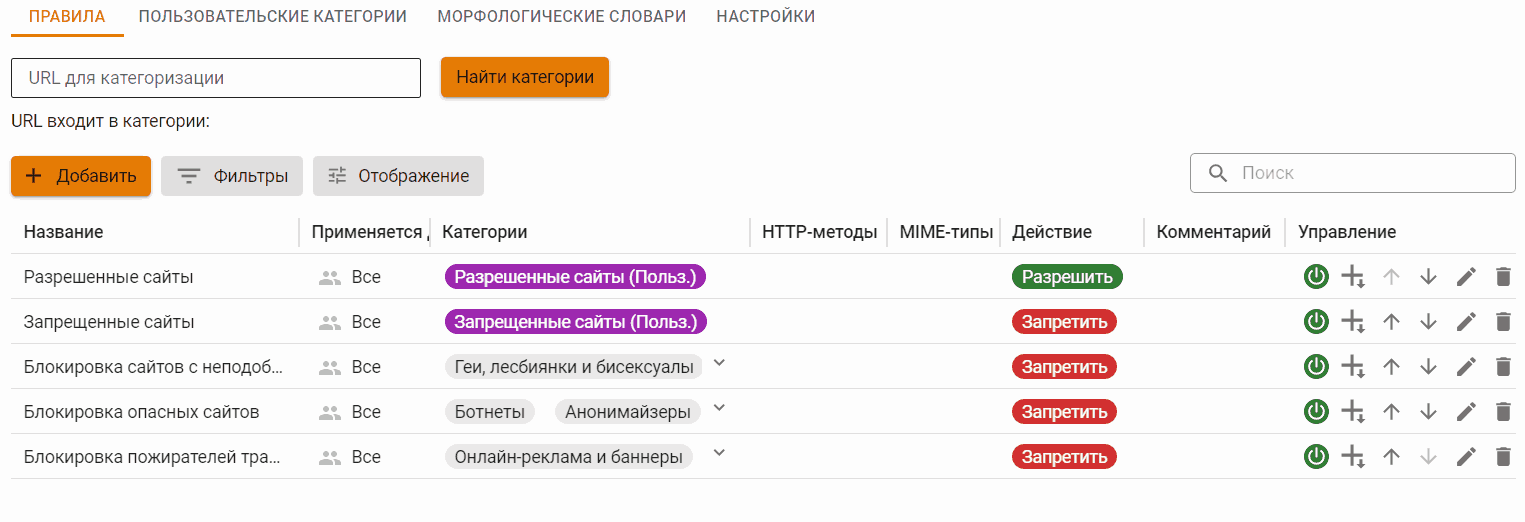 ПРАВИЛА ПОЛЬЗОВАТЕЛЬСКИЕ КАТЕГОРИИ МОРФОЛОГИЧЕСКИЕ СЛОВАРИ НАСТРОЙКИ
URL для категоризации Найти категории
URL входит в категории:
Добавить Фильтры Отображение Поиск
Название Применяется Категории HTTP-методы MIME-типы Действие Комментарий Управление
Разрешенные сайты Все Разрешенные сайты (Польз.) Разрешить
Запрещенные сайты Все Запрещенные сайты (Польз.) Запретить
Блокировка сайтов с неподоб... Все Геи, лесбиянки и бисексуалы Запретить
Блокировка опасных сайтов Все Ботнеты Анонимайзеры Запретить
Блокировка пожирателей тра... Все Онлайн-реклама и баннеры Запретить